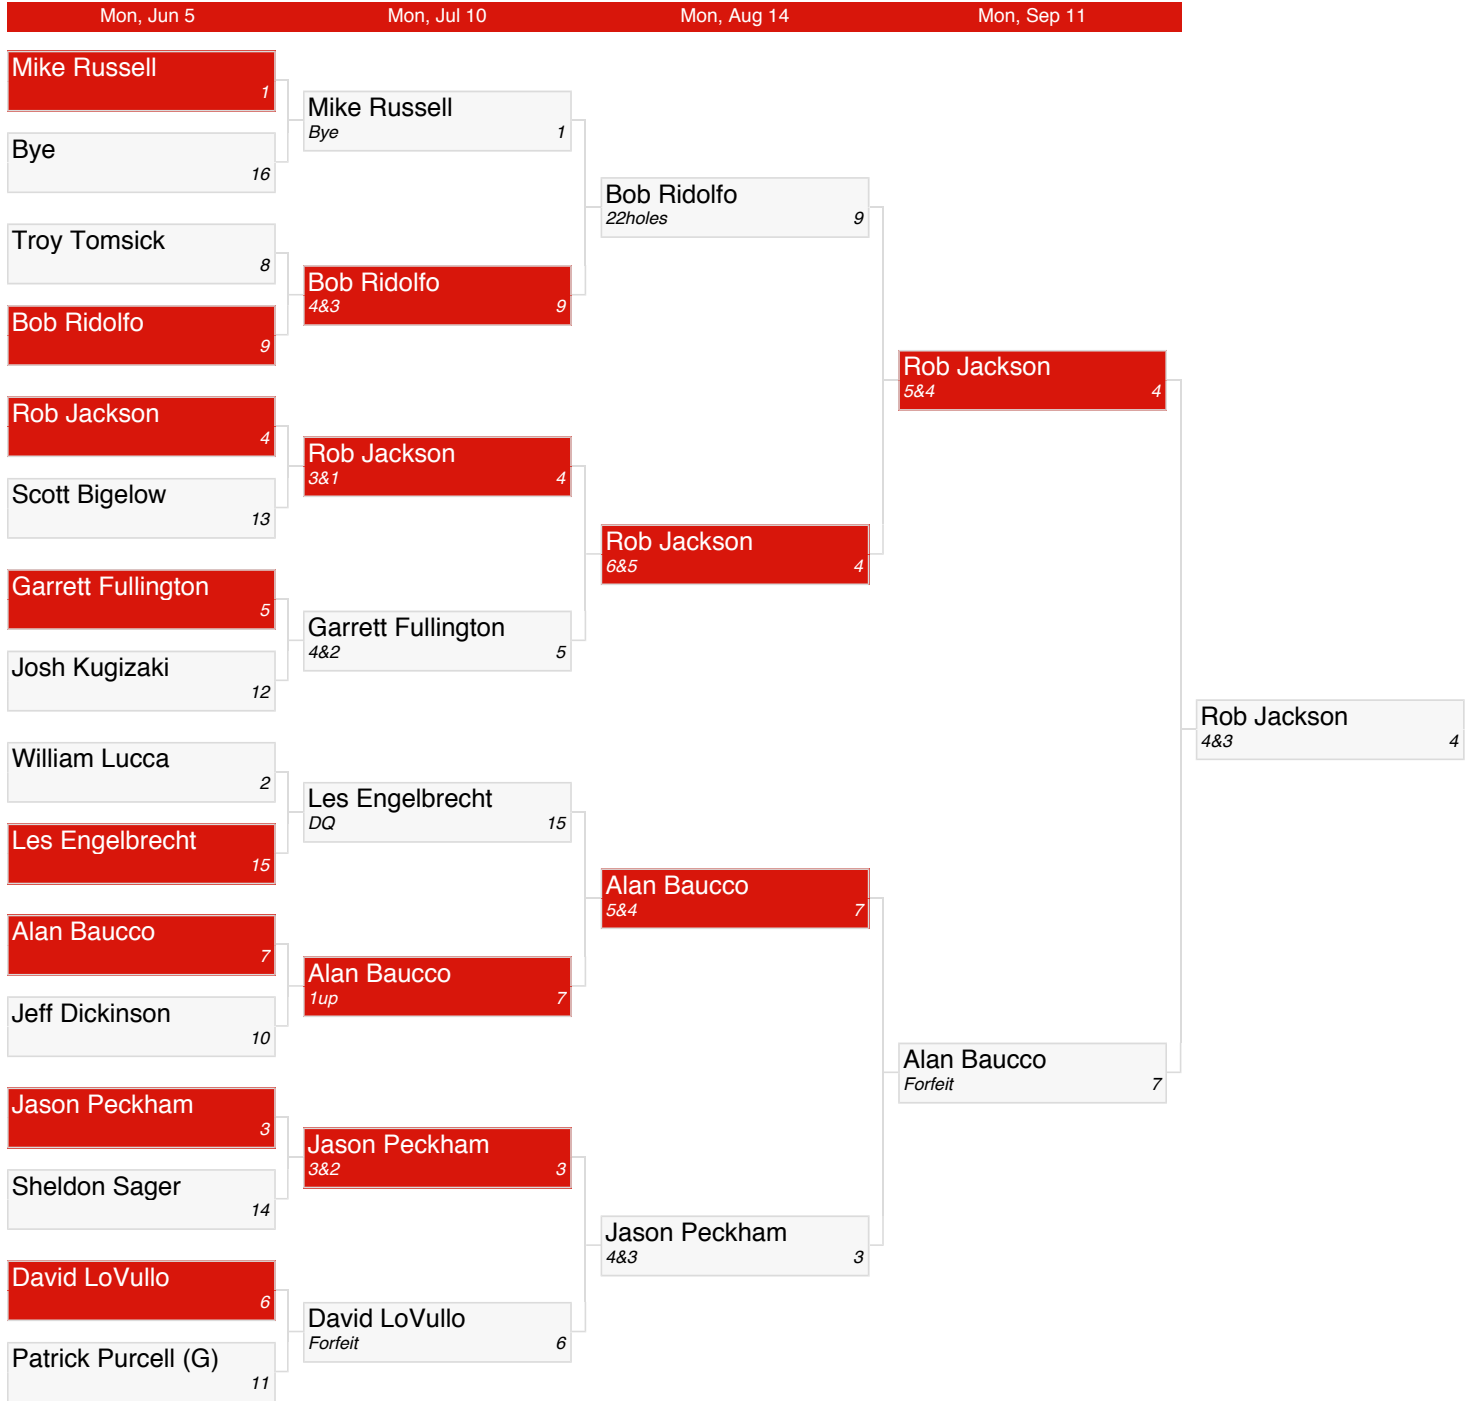 Mon, Jun 5
Mon, Jul 10
Mon, Aug 14
Mon, Sep 11
Mike Russell
1
Bye
16
Troy Tomsick
8
Bob Ridolfo
9
Rob Jackson
4
Scott Bigelow
13
Garrett Fullington
5
Josh Kugizaki
12
William Lucca
2
Les Engelbrecht
15
Alan Baucco
7
Jeff Dickinson
10
Jason Peckham
3
Sheldon Sager
14
David LoVullo
6
Patrick Purcell (G)
11
Mike Russell
Bye 1
Bob Ridolfo
4&3 9
Rob Jackson
3&1 4
Garrett Fullington
4&2 5
Les Engelbrecht
DQ 15
Alan Baucco
1up 7
Jason Peckham
3&2 3
David LoVullo
Forfeit 6
Bob Ridolfo
22holes 9
Rob Jackson
6&5 4
Alan Baucco
5&4 7
Jason Peckham
4&3 3
Rob Jackson
5&4 4
Alan Baucco
Forfeit 7
Rob Jackson
4&3 4